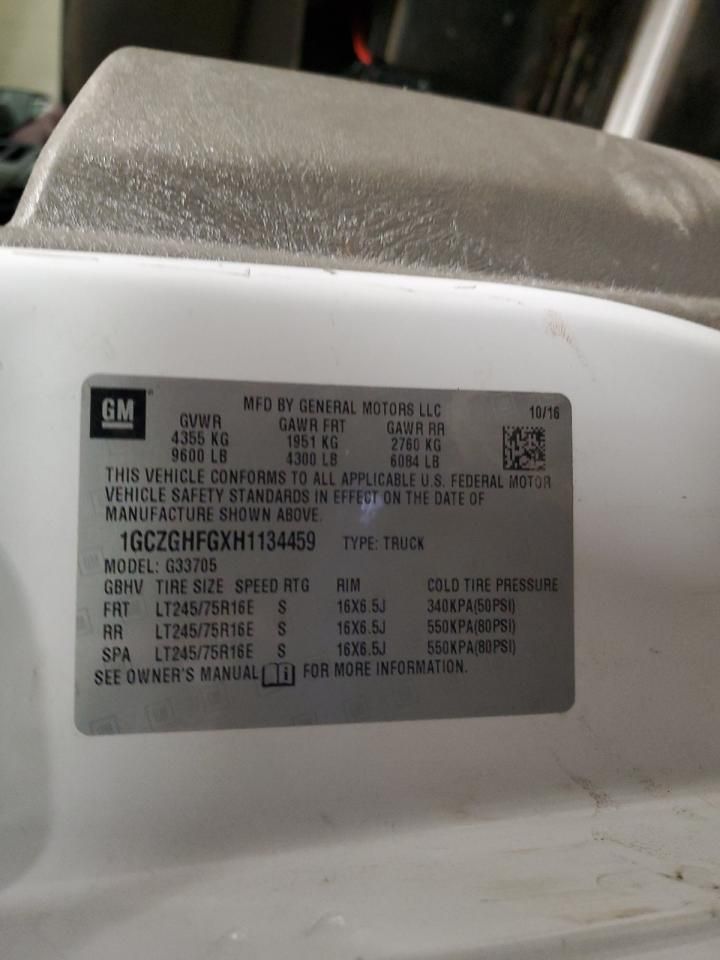 GM
MFD BY GENERAL MOTORS LLC 10/16
GVWR GAWR FRT GAWR RR
4355 KG 1951 KG 2760 KG
9600 LB 4300 LB 6084 LB
THIS VEHICLE CONFORMS TO ALL APPLICABLE U.S. FEDERAL MOTOR
VEHICLE SAFETY STANDARDS IN EFFECT ON THE DATE OF
MANUFACTURE SHOWN ABOVE.
1GCZGHFGXH1134459 TYPE: TRUCK
MODEL: G33705
GBHV TIRE SIZE SPEED RTG RIM COLD TIRE PRESSURE
FRT LT245/75R16E S 16X6.5J 340KPA(50PSI)
RR LT245/75R16E S 16X6.5J 550KPA(80PSI)
SPA LT245/75R16E S 16X6.5J 550KPA(80PSI)
SEE OWNER'S MANUAL FOR MORE INFORMATION.